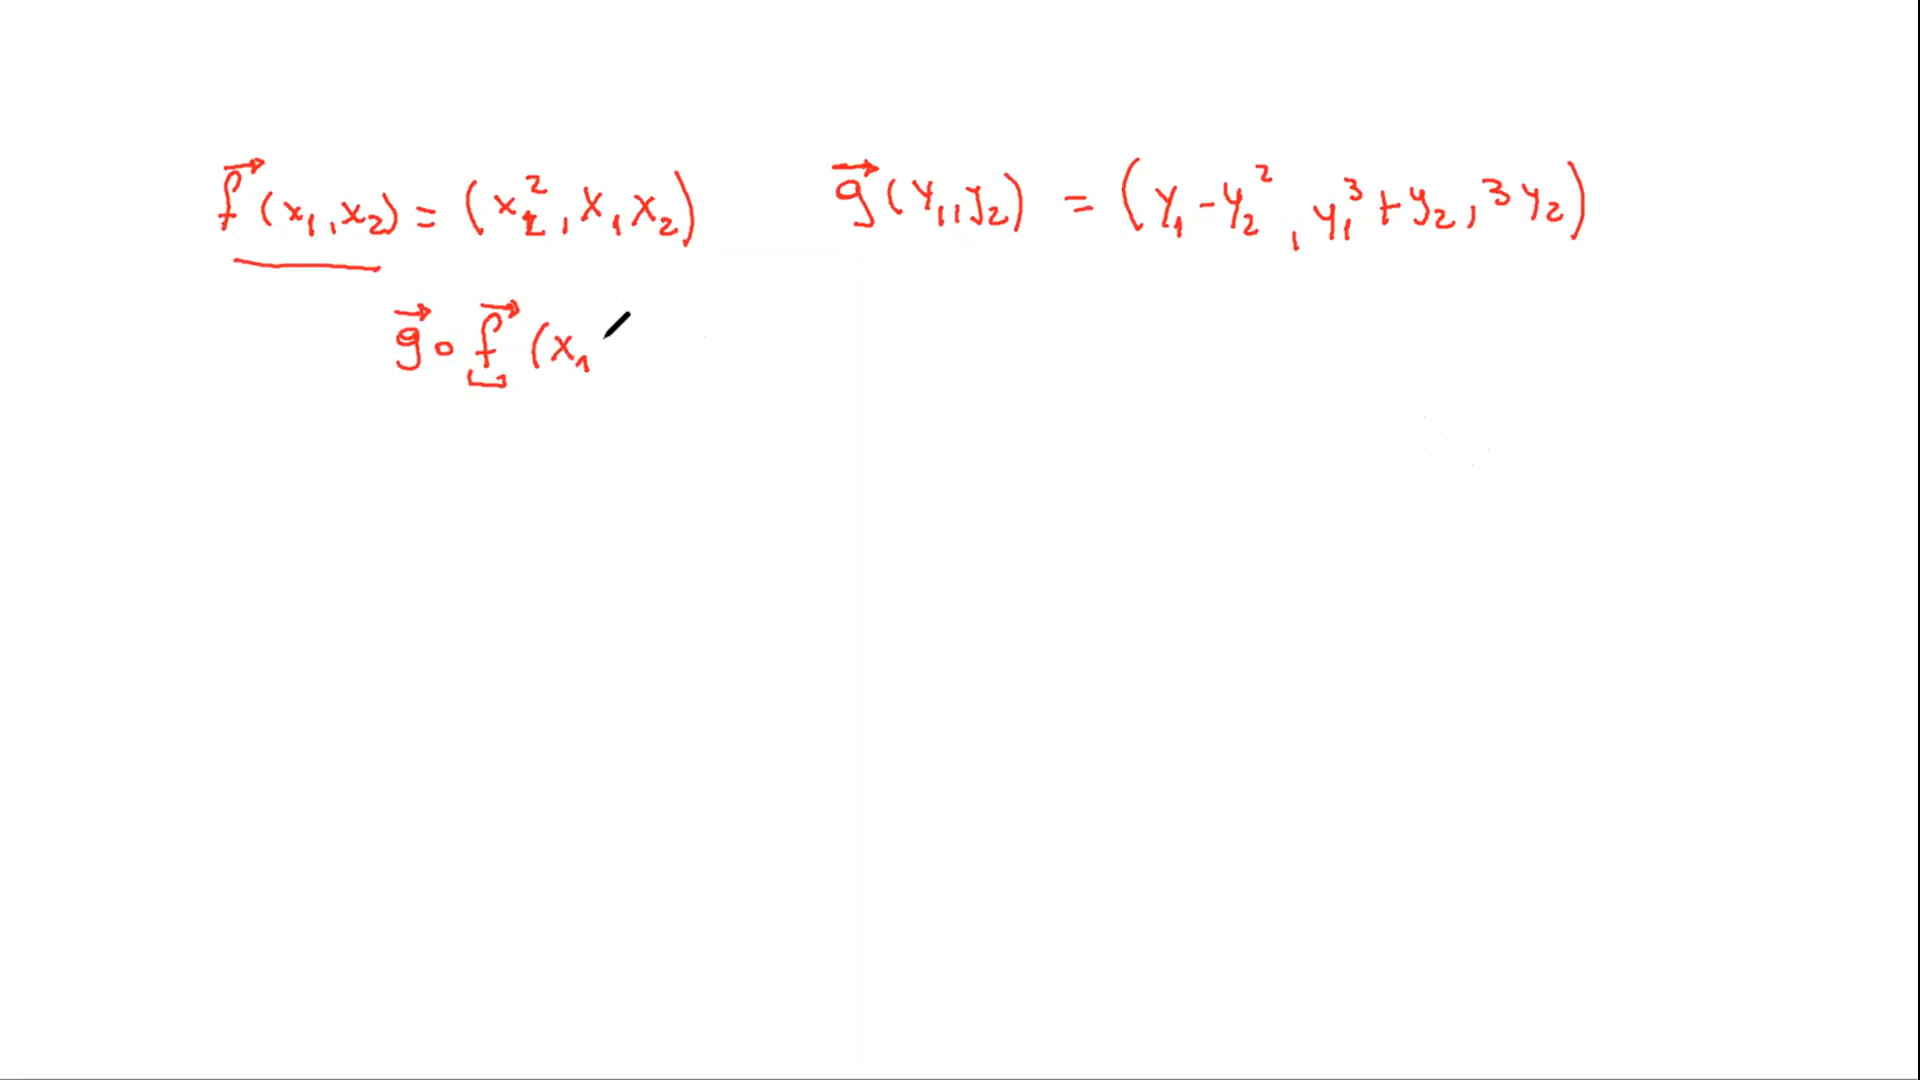 f⃗(x₁,x₂) = (x₂², x₁x₂) g⃗(y₁,y₂) = (y₁-y₂², y₁³+y₂, 3y₂)
g⃗∘f⃗(x₁